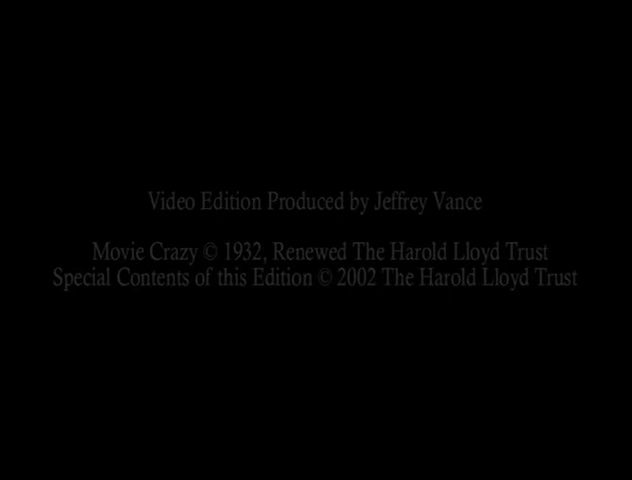 Video Edition Produced by Jeffrey Vance
Movie Crazy © 1932, Renewed The Harold Lloyd Trust
Special Contents of this Edition © 2002 The Harold Lloyd Trust